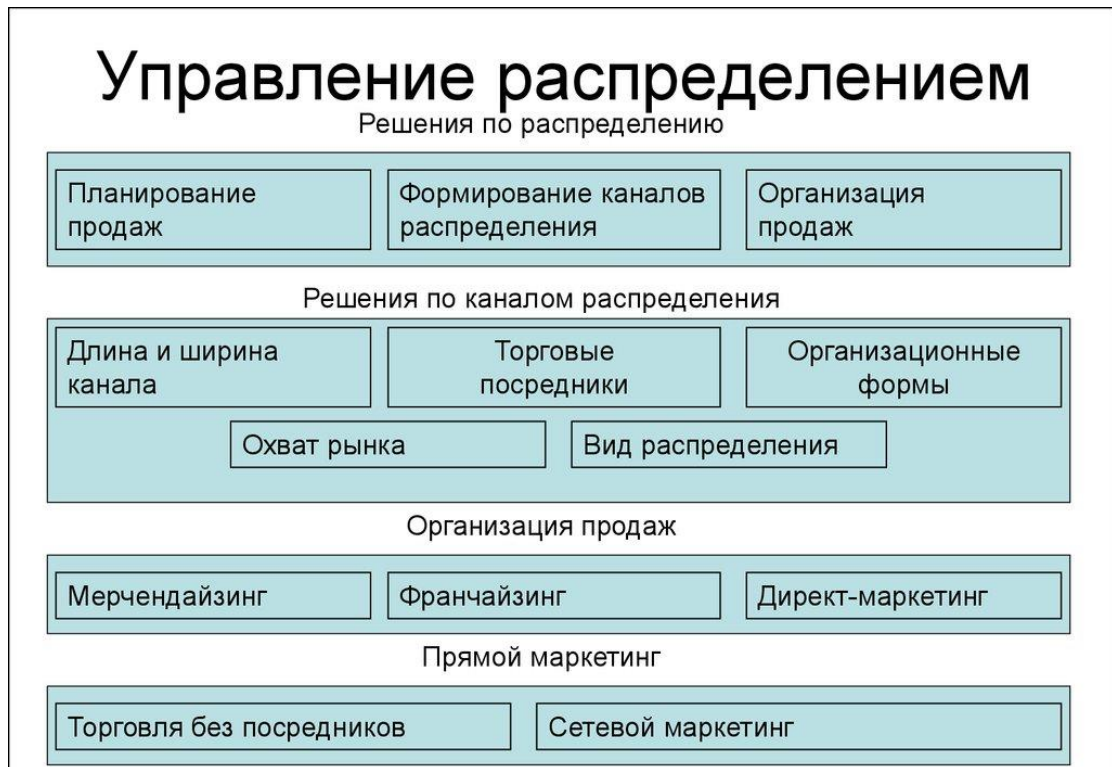 Управление распределением
Решения по распределению
Планирование
продаж
Формирование каналов
распределения
Организация
продаж
Решения по каналом распределения
Длина и ширина
канала
Торговые
посредники
Организационные
формы
Охват рынка
Вид распределения
Организация продаж
Мерчендайзинг
Франчайзинг
Директ-маркетинг
Прямой маркетинг
Торговля без посредников
Сетевой маркетинг